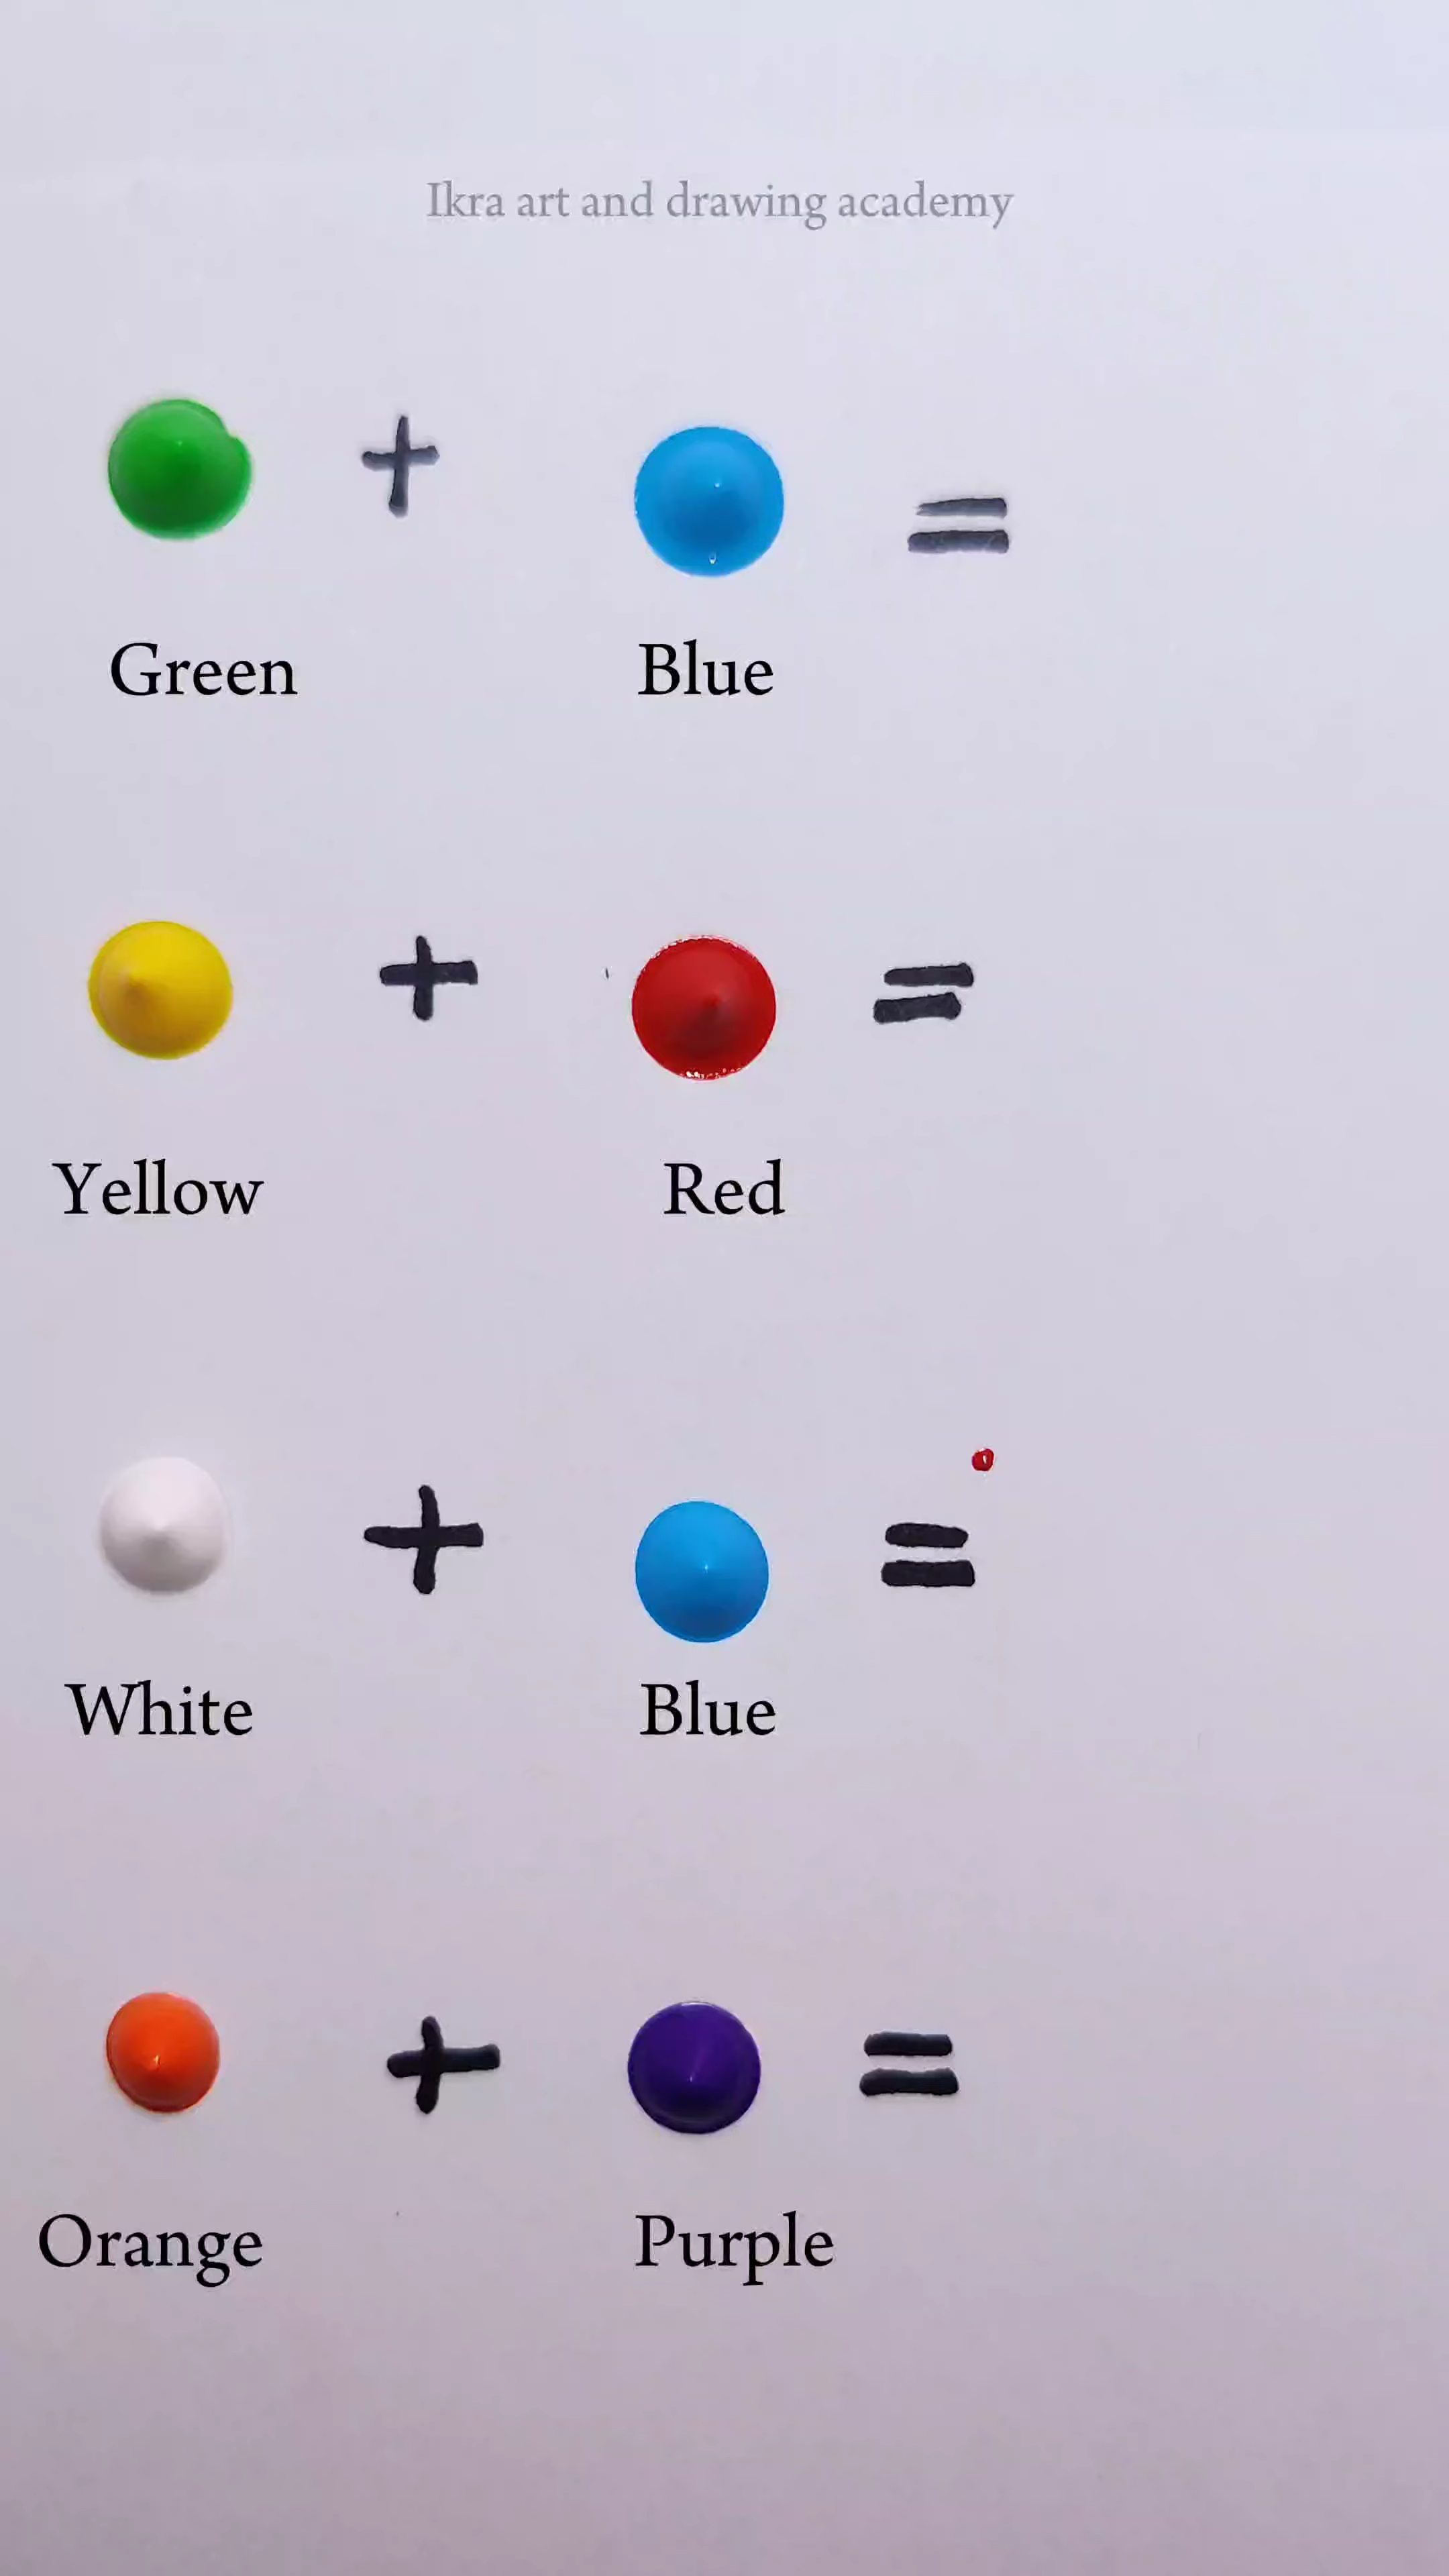 Ikra art and drawing academy
+ =
Green Blue
+ =
Yellow Red
+ =
White Blue
+ =
Orange Purple